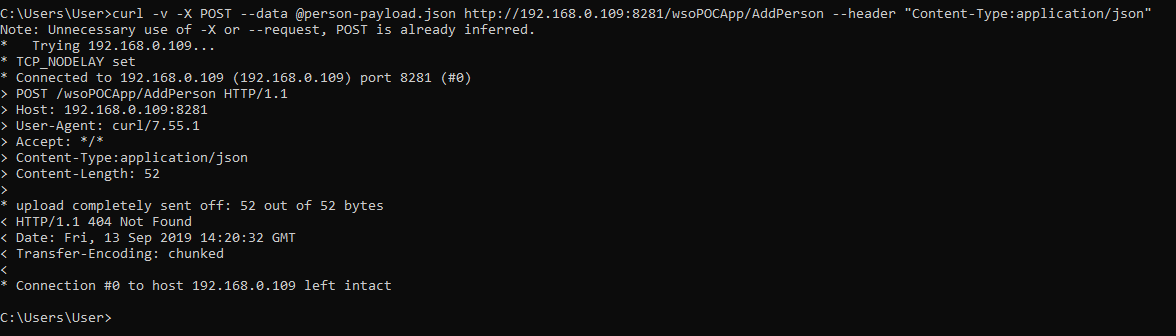 C:\Users\User>curl -v -X POST --data @person-payload.json http://192.168.0.109:8281/wsoPOCApp/AddPerson --header "Content-Type:application/json"
Note: Unnecessary use of -X or --request, POST is already inferred.
*   Trying 192.168.0.109...
* TCP_NODELAY set
* Connected to 192.168.0.109 (192.168.0.109) port 8281 (#0)
> POST /wsoPOCApp/AddPerson HTTP/1.1
> Host: 192.168.0.109:8281
> User-Agent: curl/7.55.1
> Accept: */*
> Content-Type:application/json
> Content-Length: 52
>
* upload completely sent off: 52 out of 52 bytes
< HTTP/1.1 404 Not Found
< Date: Fri, 13 Sep 2019 14:20:32 GMT
< Transfer-Encoding: chunked
<
* Connection #0 to host 192.168.0.109 left intact
C:\Users\User>